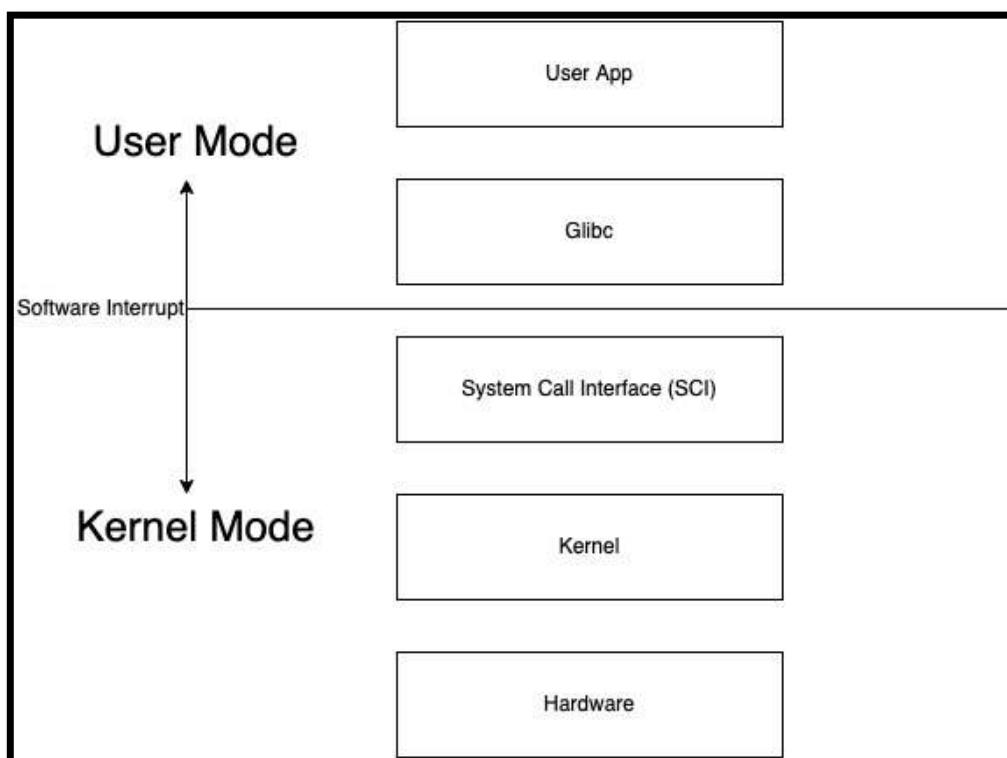 User App
User Mode
Glibc
Software Interrupt
System Call Interface (SCI)
Kernel Mode
Kernel
Hardware